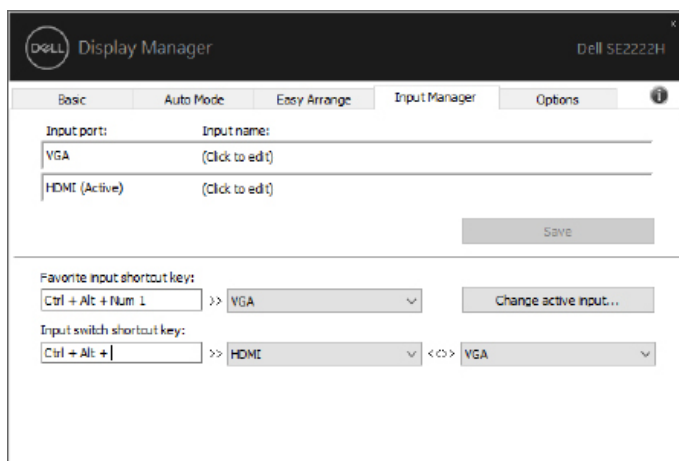 x
DELL Display Manager Dell SE2222H
Basic Auto Mode Easy Arrange Input Manager Options i
Input port: Input name:
VGA (Click to edit)
HDMI (Active) (Click to edit)
Save
Favorite input shortcut key:
Ctrl + Alt + Num 1 >> VGA Change active input...
Input switch shortcut key:
Ctrl + Alt + >> HDMI <<>> VGA